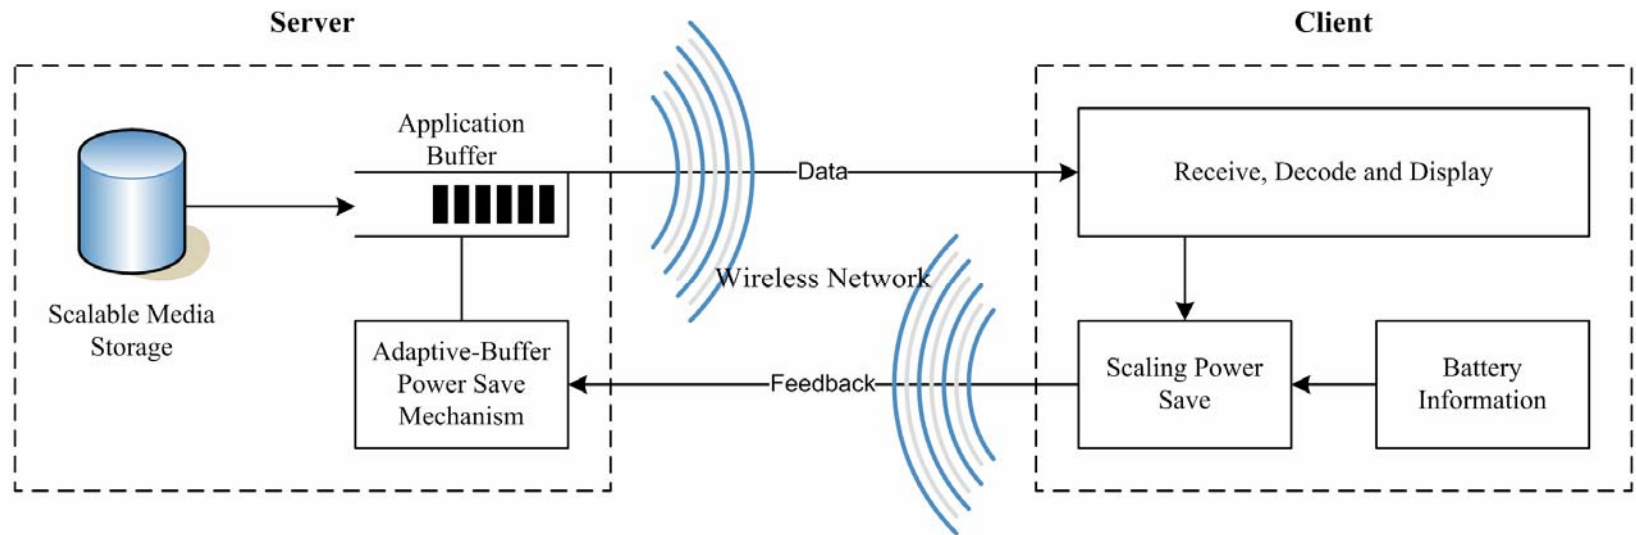 Server
Client
Application
Buffer
Data
Receive, Decode and Display
Wireless Network
Scalable Media
Storage
Adaptive-Buffer
Power Save
Mechanism
Feedback
Scaling Power
Save
Battery
Information